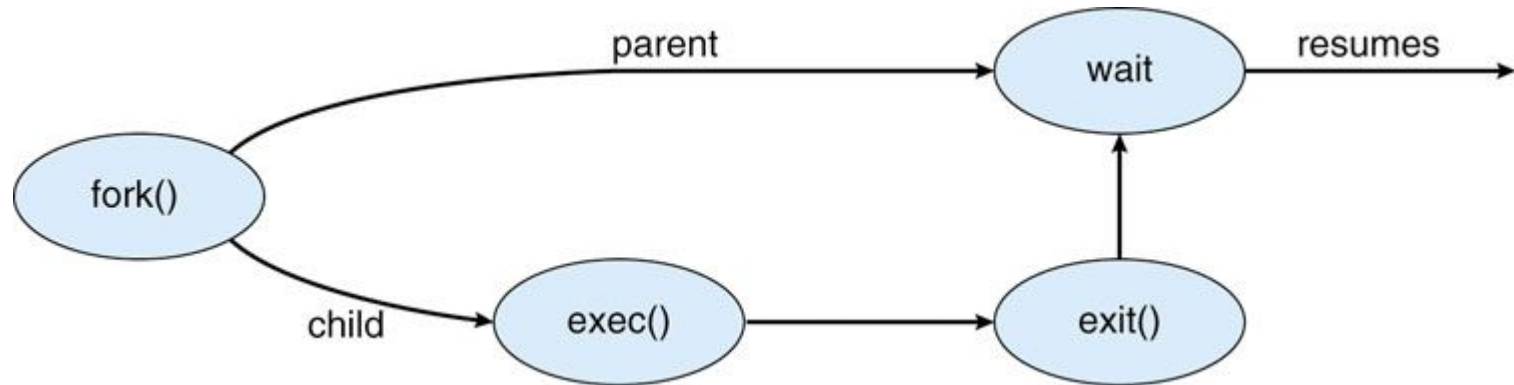 parent
wait
resumes
fork()
child
exec()
exit()